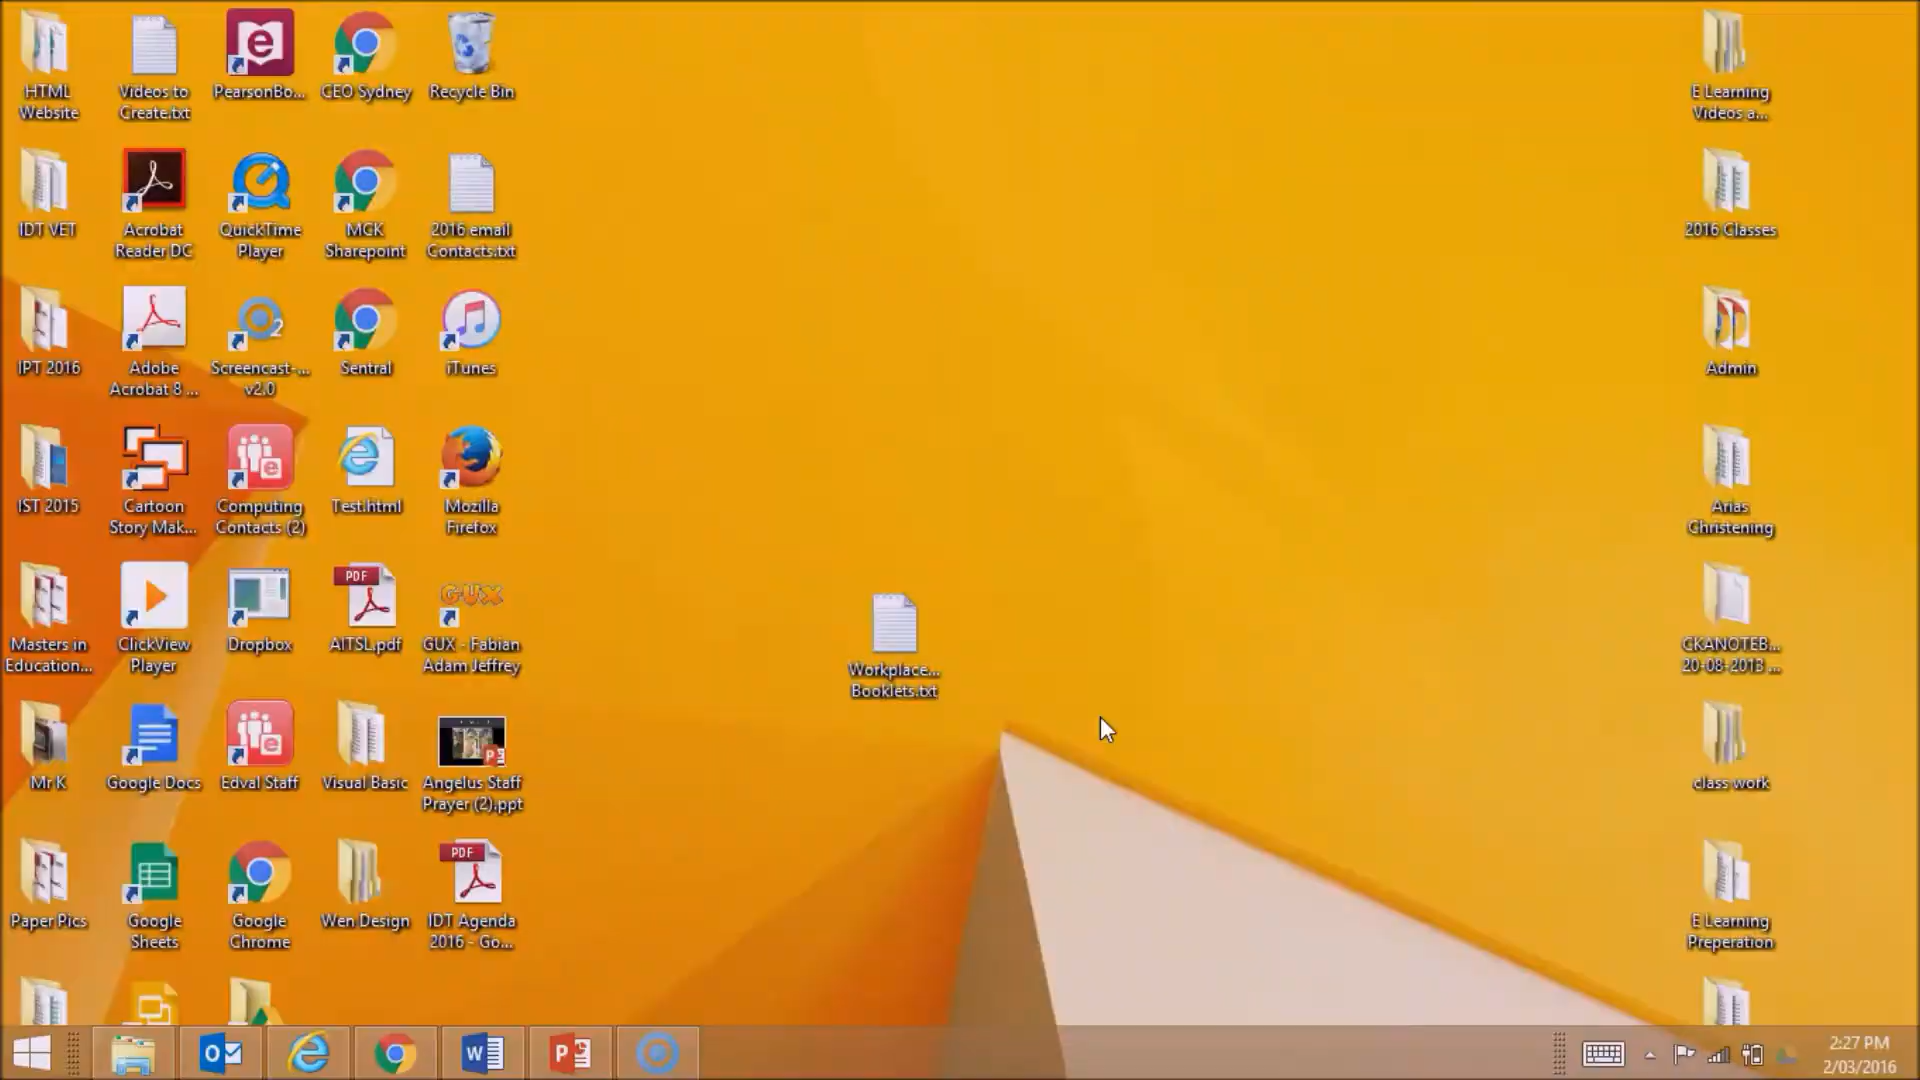 HTML
Website
Videos to
Create.txt
PearsonBo...
CEO Sydney
Recycle Bin
E Learning
Videos a...
IDT VET
Acrobat
Reader DC
QuickTime
Player
MCK
Sharepoint
2016 email
Contacts.txt
2016 Classes
IPT 2016
Adobe
Acrobat 8 ...
2
Screencast-...
v2.0
Sentral
iTunes
Admin
IST 2015
Cartoon
Story Mak...
Computing
Contacts (2)
Test.html
Mozilla
Firefox
Arias
Christening
Masters in
Education...
ClickView
Player
Dropbox
PDF
AITSL.pdf
GUX
GUX - Fabian
Adam Jeffrey
Workplace...
Booklets.txt
CKANOTEB...
20-08-2013 ...
Mr K
Google Docs
Edval Staff
Visual Basic
Angelus Staff
Prayer (2).ppt
class work
Paper Pics
Google
Sheets
Google
Chrome
Wen Design
PDF
IDT Agenda
2016 - Go...
E Learning
Preperation
2:27 PM
2/03/2016